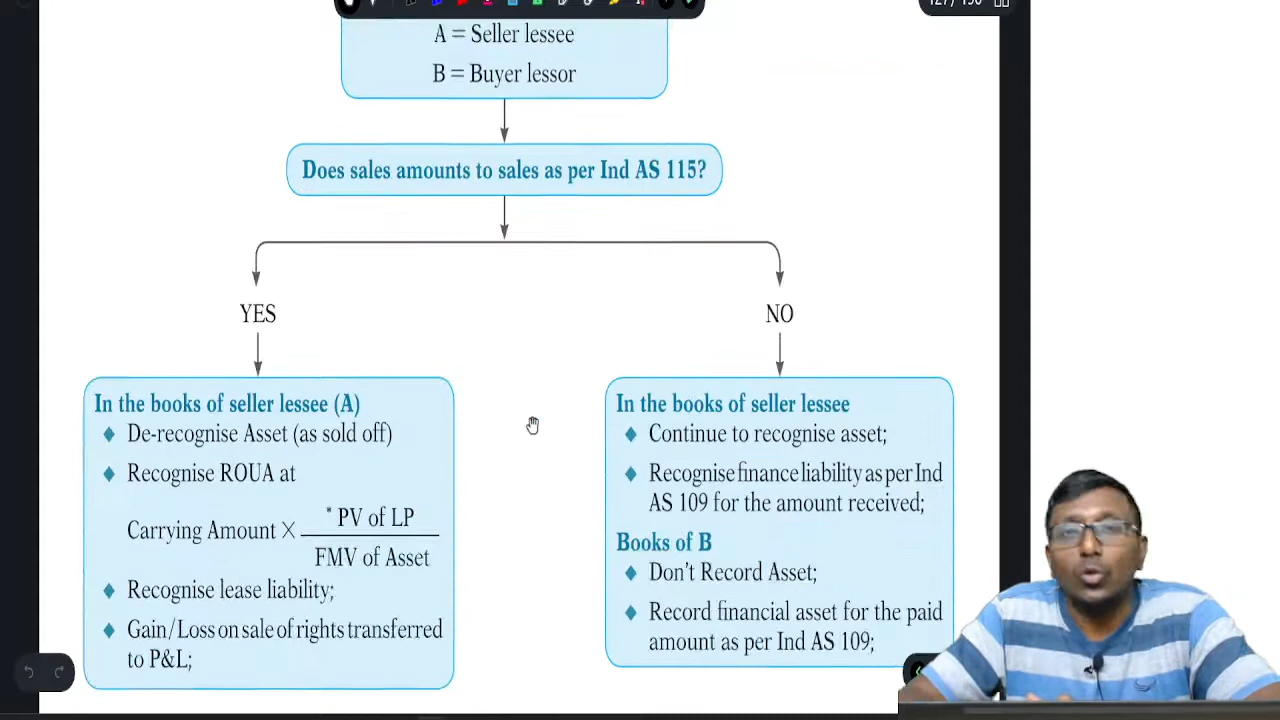 A = Seller lessee
B = Buyer lessor
Does sales amounts to sales as per Ind AS 115?
YES
NO
In the books of seller lessee (A)
♦ De-recognise Asset (as sold off)
♦ Recognise ROUA at
Carrying Amount × * PV of LP
FMV of Asset
♦ Recognise lease liability;
♦ Gain/Loss on sale of rights transferred
to P&L;
In the books of seller lessee
♦ Continue to recognise asset;
♦ Recognise finance liability as per Ind
AS 109 for the amount received;
Books of B
♦ Don't Record Asset;
♦ Record financial asset for the paid
amount as per Ind AS 109;